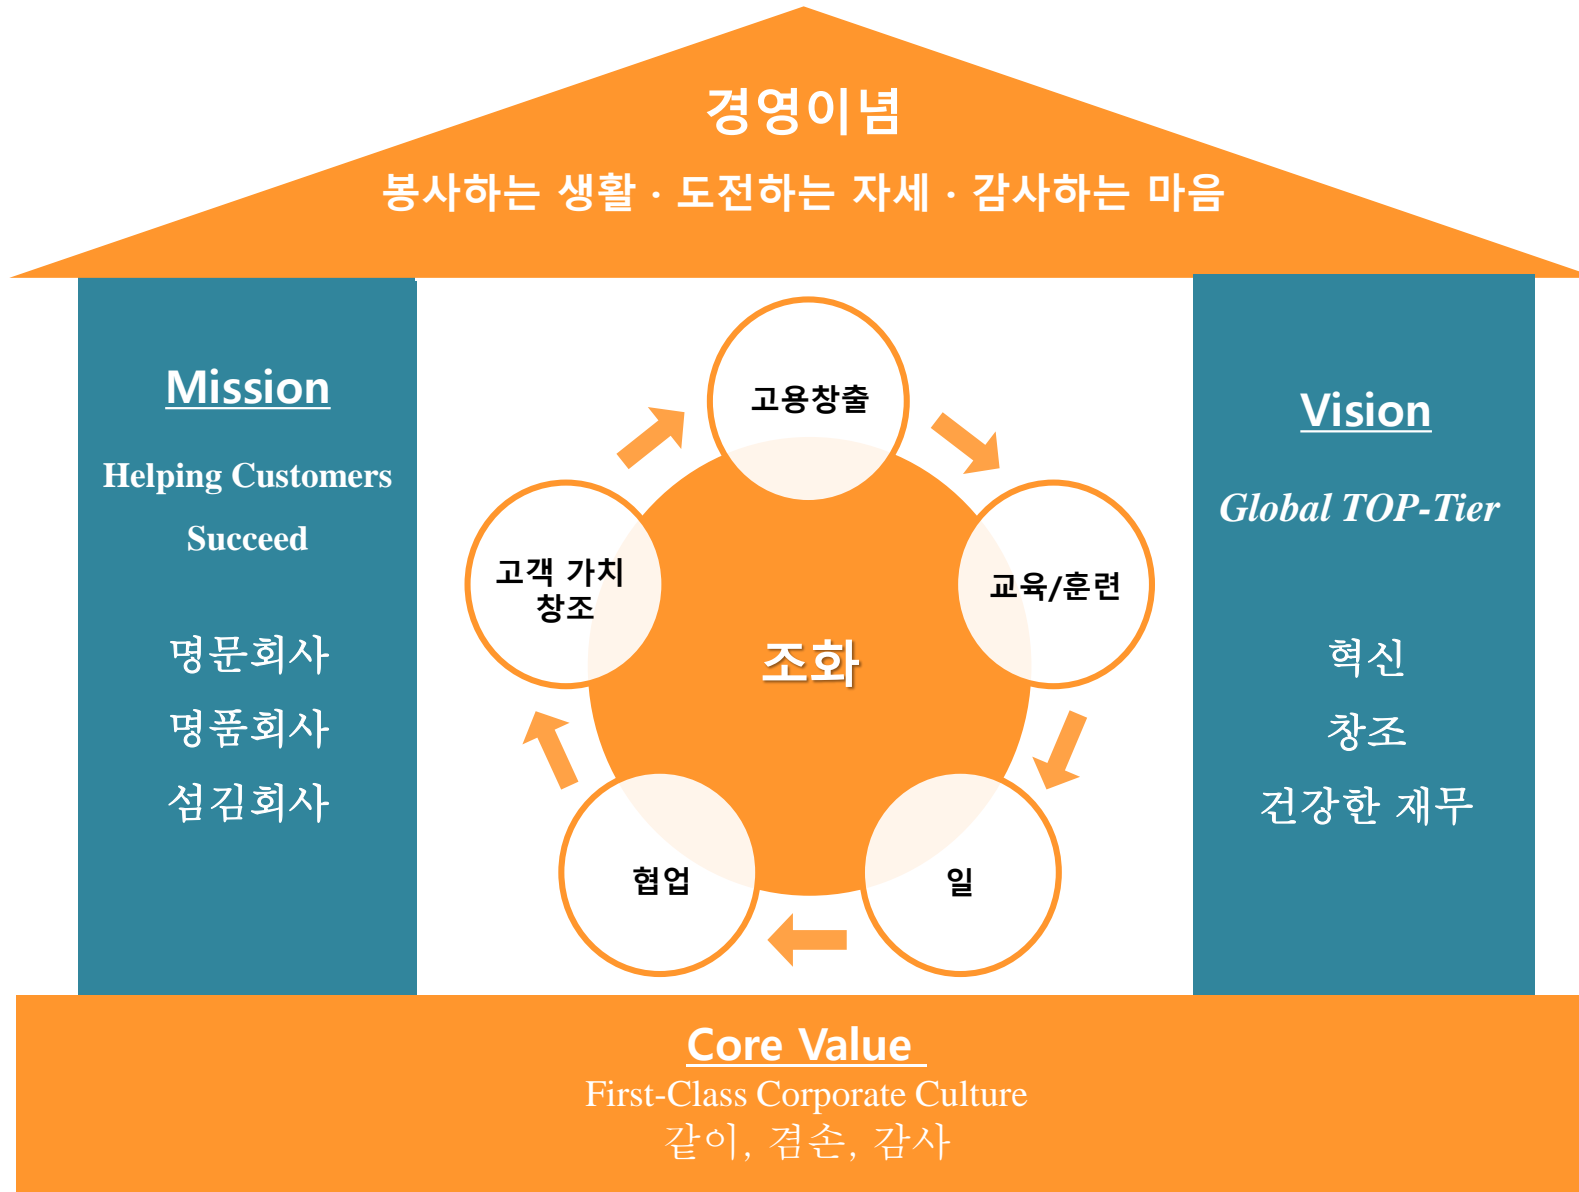 경영이념
봉사하는 생활 · 도전하는 자세 · 감사하는 마음
Mission
Helping Customers
Succeed
명문회사
명품회사
섬김회사
고용창출
교육/훈련
일
협업
고객 가치
창조
조화
Vision
Global TOP-Tier
혁신
창조
건강한 재무
Core Value
First-Class Corporate Culture
같이, 겸손, 감사